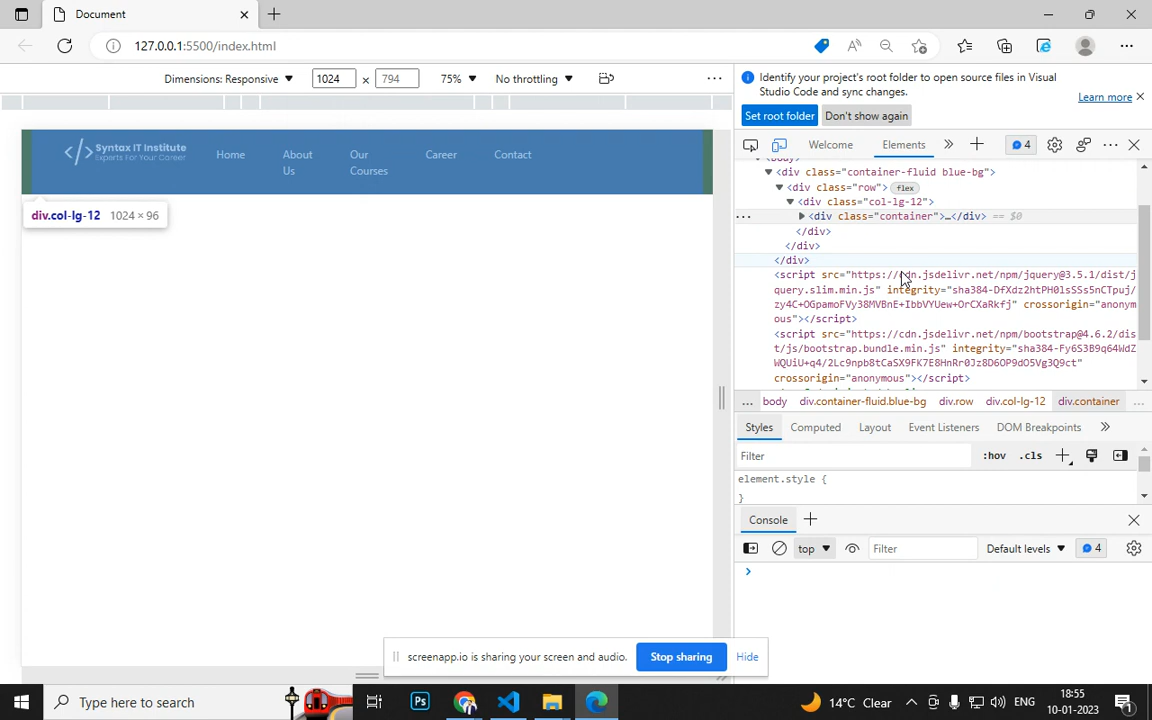 Document
127.0.0.1:5500/index.html
Dimensions: Responsive 1024 x 794 75% No throttling
Identify your project's root folder to open source files in Visual
Studio Code and sync changes.
Learn more
Set root folder Don't show again
Welcome Elements 4
</> Syntax IT Institute
Experts For Your Career
Home About Us Our Courses Career Contact
div.col-lg-12 1024 × 96
<div class="container-fluid blue-bg">
<div class="row"> flex
<div class="col-lg-12">
<div class="container">…</div> == $0
</div>
</div>
</div>
<script src="https://cdn.jsdelivr.net/npm/jquery@3.5.1/dist/j
query.slim.min.js" integrity="sha384-DfXdz2htPH0lsSSs5nCTpuj/
zy4C+OGpamoFVy38MVBnE+IbbVYUew+OrCXaRkfj" crossorigin="anonym
ous"></script>
<script src="https://cdn.jsdelivr.net/npm/bootstrap@4.6.2/dis
t/js/bootstrap.bundle.min.js" integrity="sha384-Fy6S3B9q64WdZ
WQUiU+q4/2Lc9npb8tCaSX9FK7E8HnRr0Jz8D6OP9dO5Vg3Q9ct"
crossorigin="anonymous"></script>
... body div.container-fluid.blue-bg div.row div.col-lg-12 div.container ...
Styles Computed Layout Event Listeners DOM Breakpoints
Filter :hov .cls
element.style {
}
Console
top Filter Default levels 4
screenapp.io is sharing your screen and audio. Stop sharing Hide
Type here to search
Ps
14°C Clear ENG
18:55
10-01-2023
1